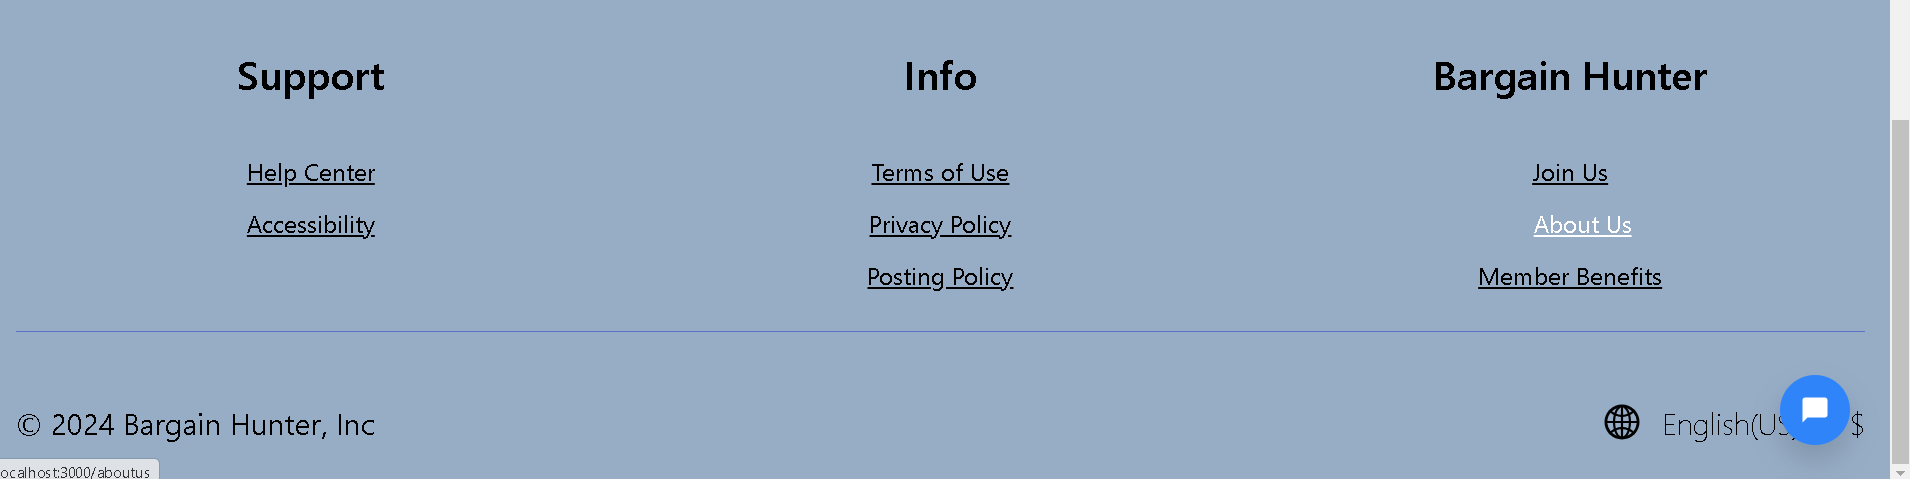 Support
Help Center
Accessibility
Info
Terms of Use
Privacy Policy
Posting Policy
Bargain Hunter
Join Us
About Us
Member Benefits
© 2024 Bargain Hunter, Inc
English(US) $
ocalhost:3000/aboutus